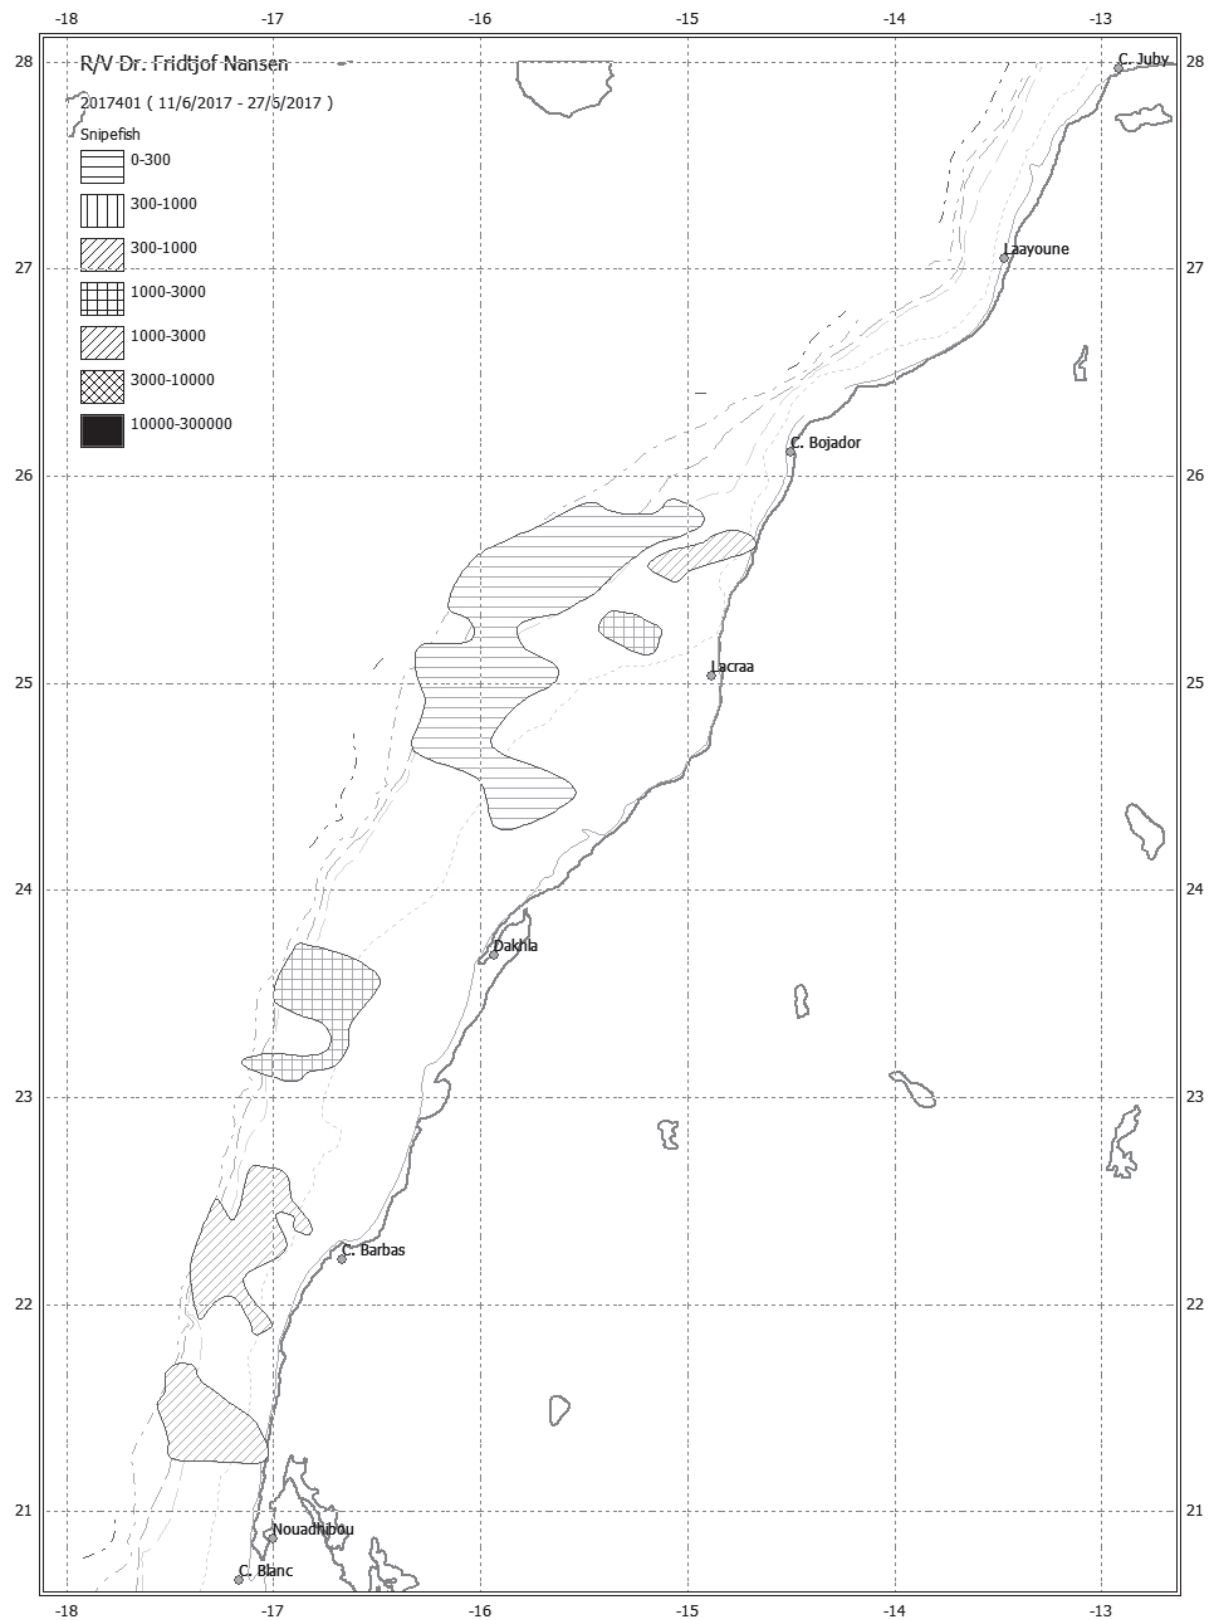 -18 -17 -16 -15 -14 -13
28 R/V Dr. Fridtjof Nansen C. Juby 28
2017401 ( 11/6/2017 - 27/6/2017 )
Snipefish
0-300
300-1000
300-1000
27 Laayoune 27
1000-3000
1000-3000
3000-10000
10000-300000
C. Bojador
26 26
Lacraa
25 25
24 24
Dakhla
23 23
C. Barbas
22 22
21 21
Nouadhibou
C. Blanc
-18 -17 -16 -15 -14 -13